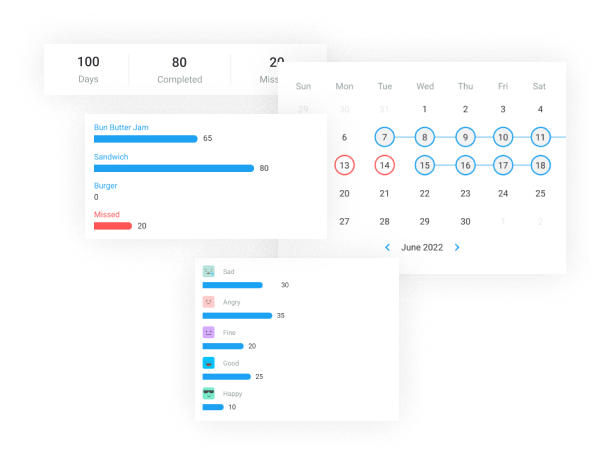 100 80 20
Days Completed Miss
Bun Butter Jam
65
Sandwich
80
Burger
0
Missed
20
Sun Mon Tue Wed Thu Fri Sat
29 30 31 1 2 3 4
6 7 8 9 10 11
13 14 15 16 17 18
20 21 22 23 24 25
27 28 29 30 1 2
June 2022
Sad
30
Angry
35
Fine
20
Good
25
Happy
10